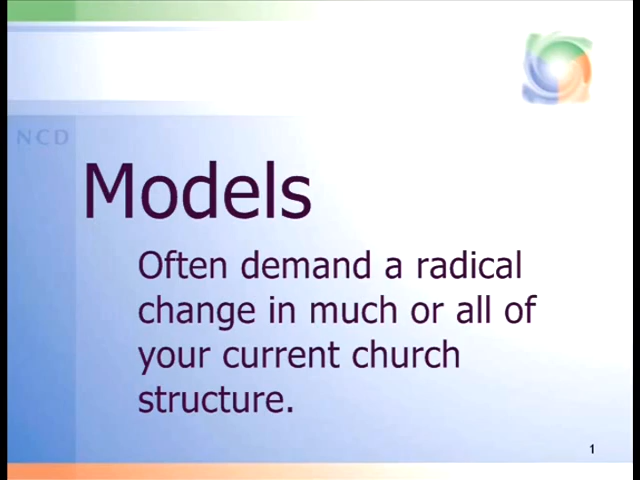 NCD
Models
Often demand a radical
change in much or all of
your current church
structure.
1